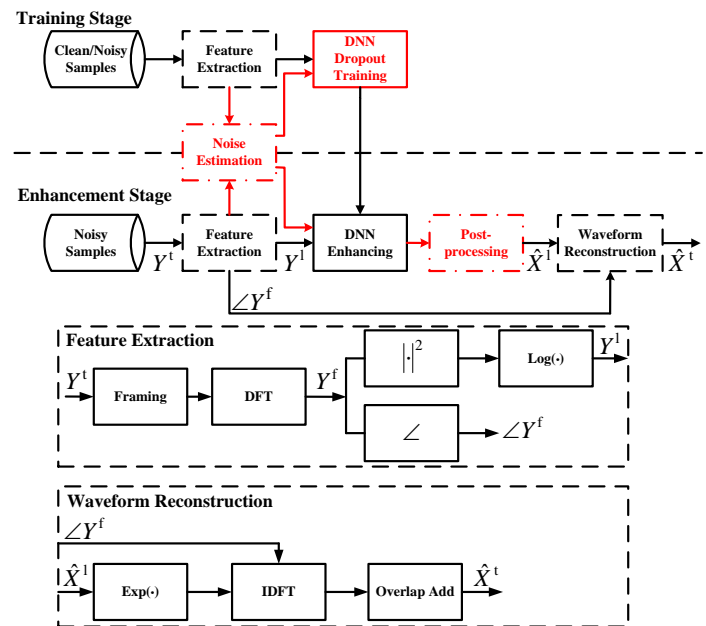 Training Stage
Clean/Noisy
Samples
Feature
Extraction
DNN
Dropout
Training
Noise
Estimation
Enhancement Stage
Noisy
Samples
Y^t
Feature
Extraction
Y^l
DNN
Enhancing
Post-
processing
X̂^l
Waveform
Reconstruction
X̂^t
∠Y^f
Feature Extraction
Y^t
Framing
DFT
Y^f
|·|²
Log(·)
Y^l
∠
∠Y^f
Waveform Reconstruction
∠Y^f
X̂^l
Exp(·)
IDFT
Overlap Add
X̂^t